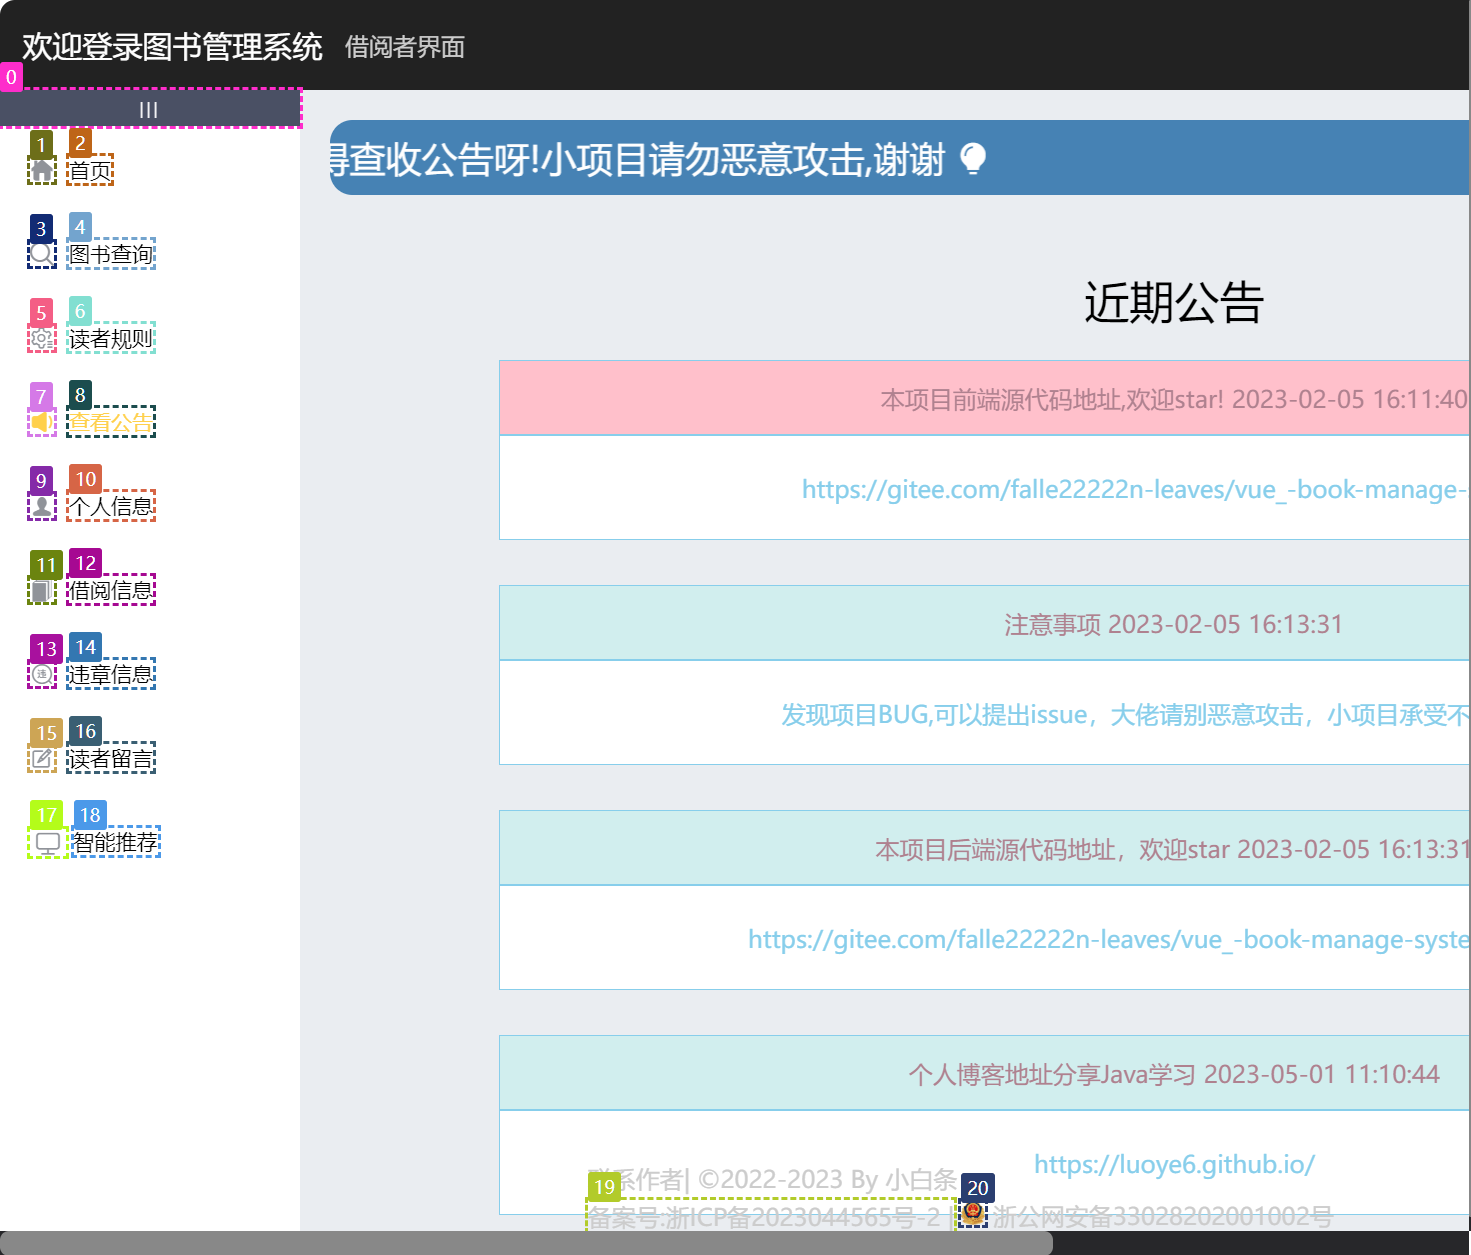 欢迎登录图书管理系统 借阅者界面
0
|||
得查收公告呀!小项目请勿恶意攻击,谢谢
1 2
首页
3 4
图书查询
5 6
读者规则
7 8
查看公告
9 10
个人信息
11 12
借阅信息
13 14
违
违章信息
15 16
读者留言
17 18
智能推荐
近期公告
本项目前端源代码地址,欢迎star! 2023-02-05 16:11:40
https://gitee.com/falle22222n-leaves/vue_-book-manage-
注意事项 2023-02-05 16:13:31
发现项目BUG,可以提出issue，大佬请别恶意攻击，小项目承受不
本项目后端源代码地址，欢迎star 2023-02-05 16:13:31
https://gitee.com/falle22222n-leaves/vue_-book-manage-syste
个人博客地址分享Java学习 2023-05-01 11:10:44
https://luoye6.github.io/
系作者| ©2022-2023 By 小白条
19 20
备案号:浙ICP备2023044565号-2 | 浙公网安备33028202001002号